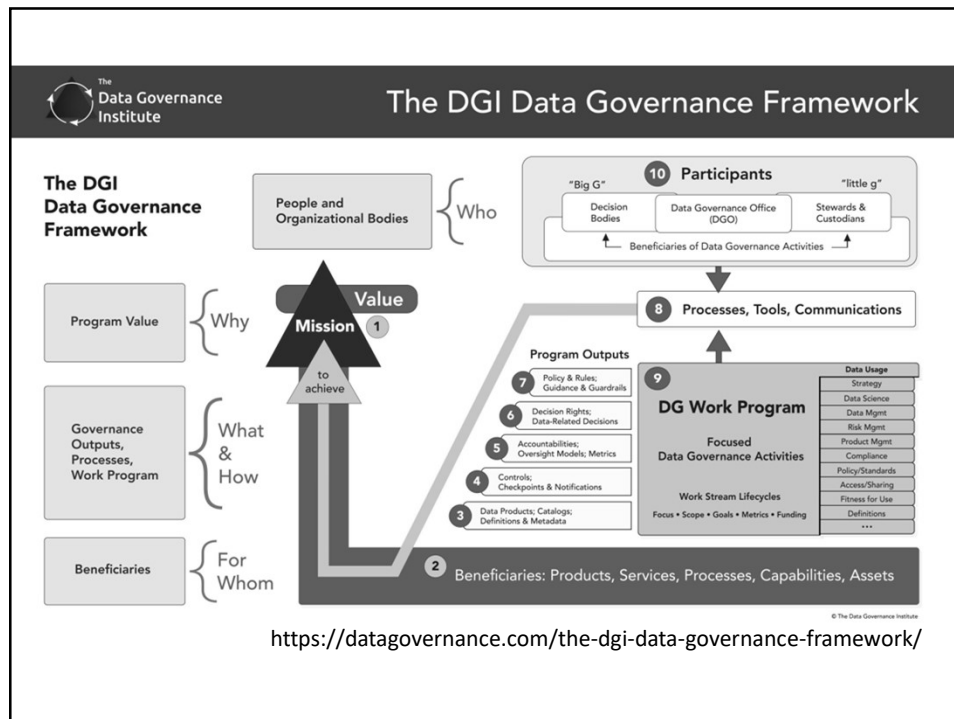 The
Data Governance
Institute
The DGI Data Governance Framework
The DGI
Data Governance
Framework
People and
Organizational Bodies
Who
10 Participants
"Big G"
"little g"
Decision
Bodies
Data Governance Office
(DGO)
Stewards &
Custodians
Beneficiaries of Data Governance Activities
Program Value
Why
Value
Mission
1
to
achieve
8 Processes, Tools, Communications
Governance
Outputs,
Processes,
Work Program
What
&
How
Program Outputs
7 Policy & Rules;
Guidance & Guardrails
6 Decision Rights;
Data-Related Decisions
5 Accountabilities;
Oversight Models; Metrics
4 Controls;
Checkpoints & Notifications
3 Data Products; Catalogs;
Definitions & Metadata
9
DG Work Program
Focused
Data Governance Activities
Work Stream Lifecycles
Focus • Scope • Goals • Metrics • Funding
Data Usage
Strategy
Data Science
Data Mgmt
Risk Mgmt
Product Mgmt
Compliance
Policy/Standards
Access/Sharing
Fitness for Use
Definitions
•••
Beneficiaries
For
Whom
2 Beneficiaries: Products, Services, Processes, Capabilities, Assets
© The Data Governance Institute
https://datagovernance.com/the-dgi-data-governance-framework/